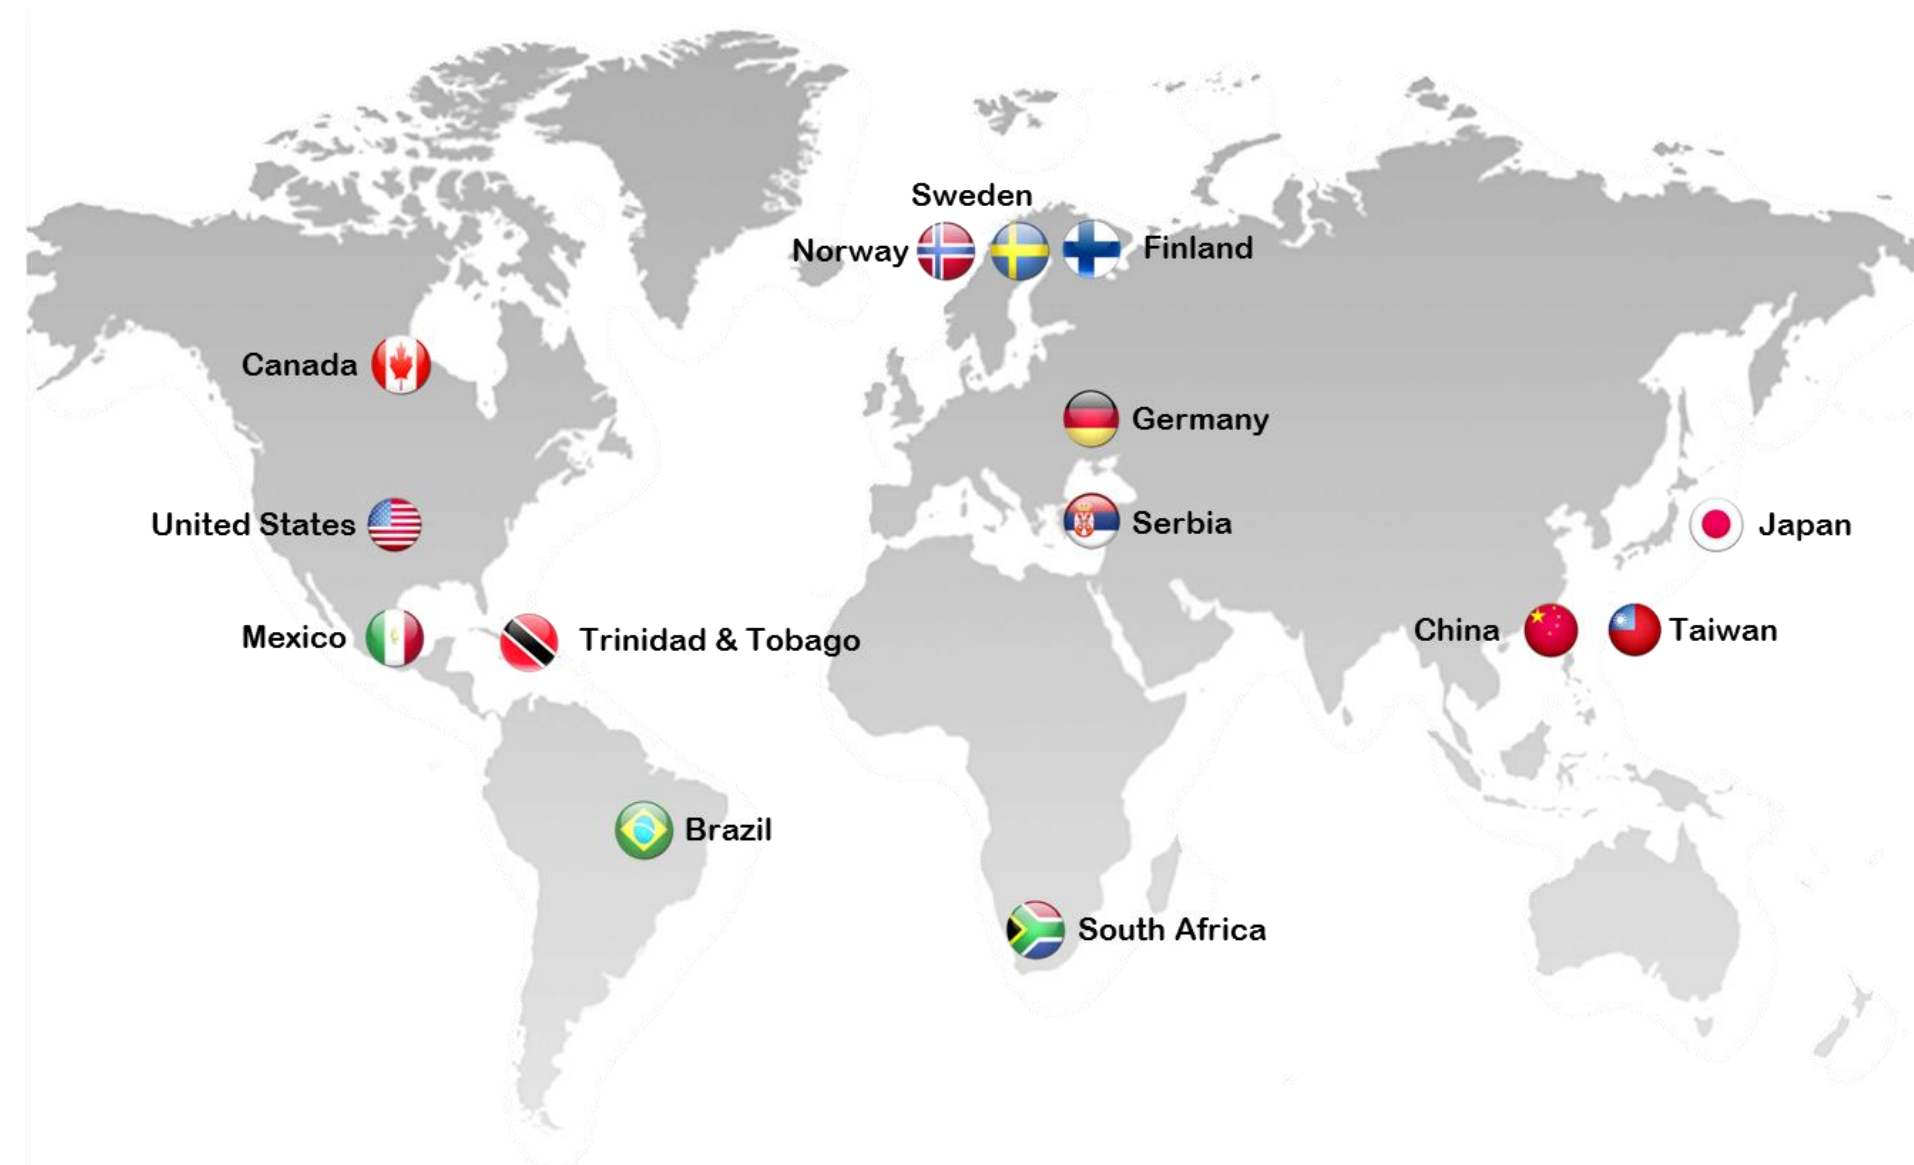 Sweden
Norway
Finland
Canada
Germany
United States
Serbia
Japan
Mexico
Trinidad & Tobago
China
Taiwan
Brazil
South Africa